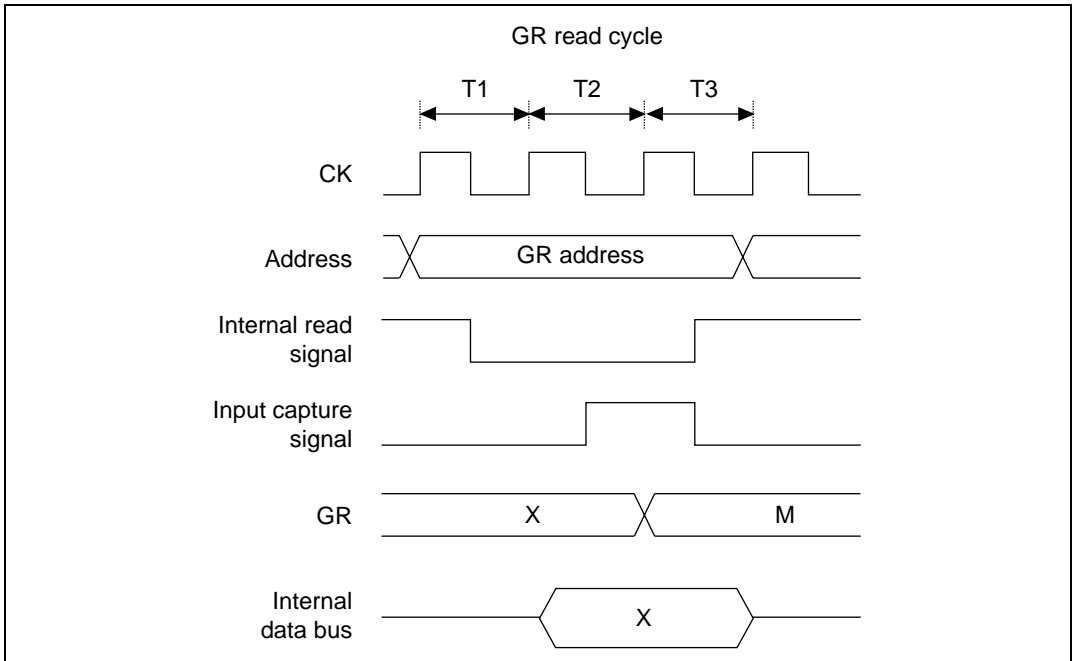 GR read cycle
T1 T2 T3
CK
Address GR address
Internal read
signal
Input capture
signal
GR X M
Internal
data bus X